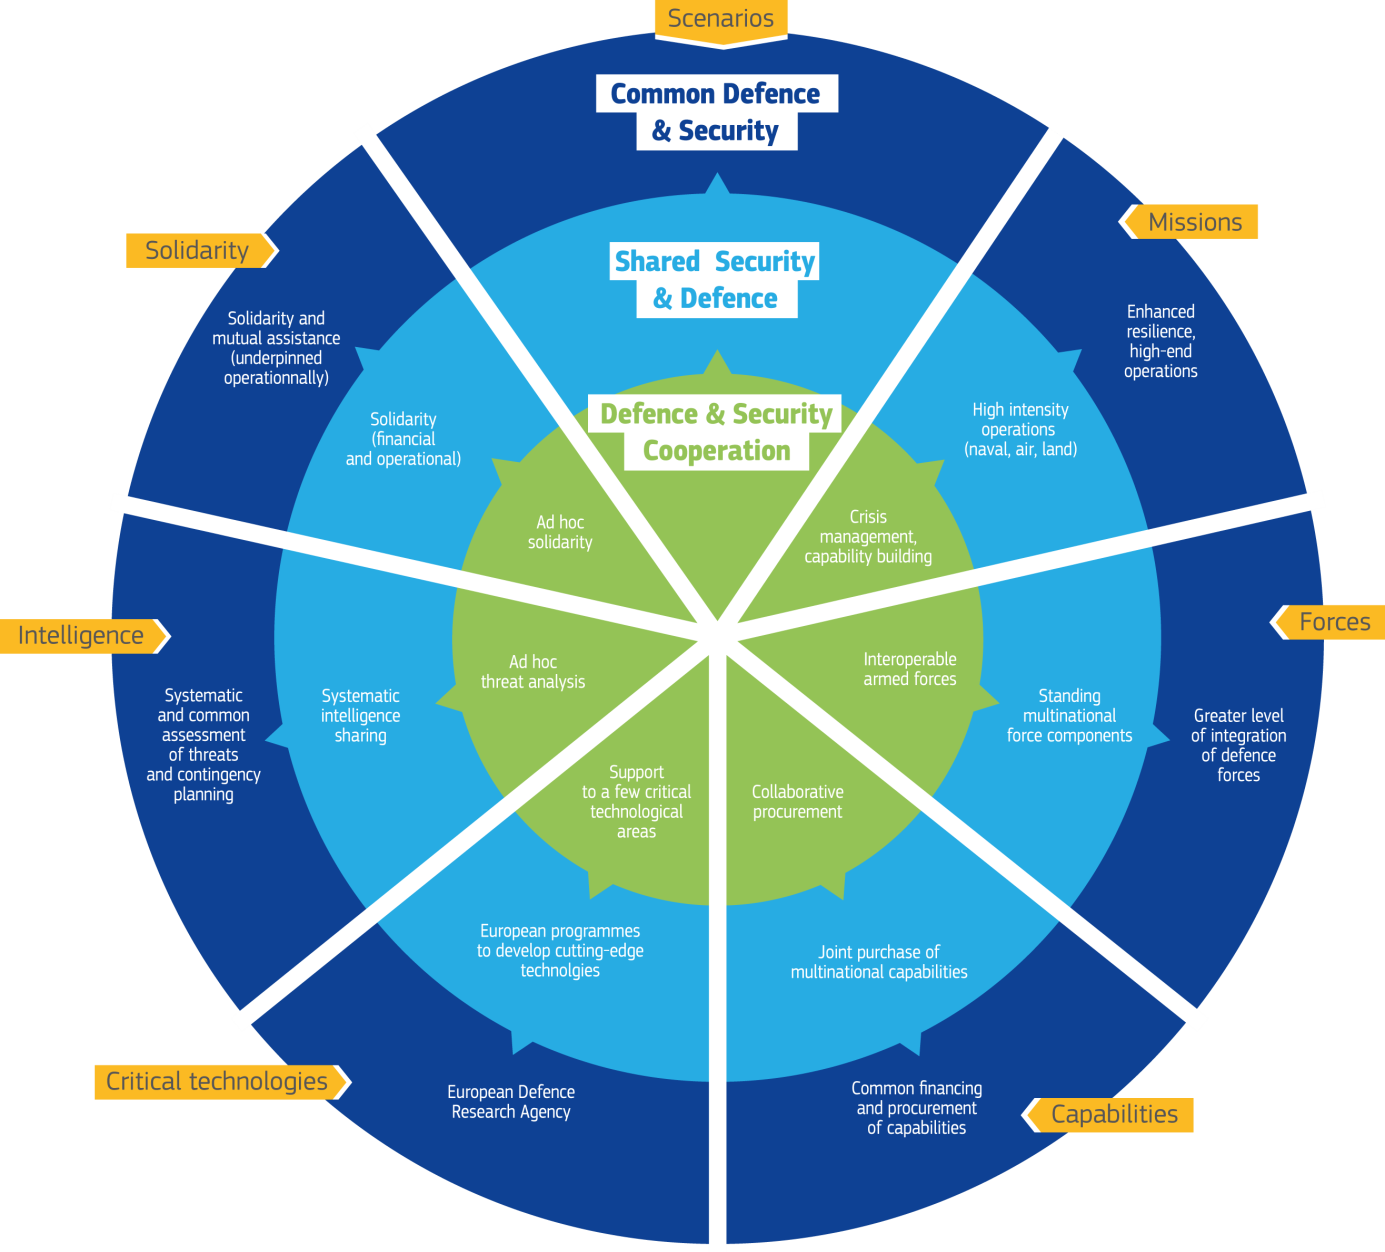 Scenarios
Common Defence
& Security
Shared Security
& Defence
Defence & Security
Cooperation
Missions
Enhanced
resilience,
high-end
operations
High intensity
operations
(naval, air, land)
Crisis
management,
capability building
Forces
Interoperable
armed forces
Standing
multinational
force components
Greater level
of integration
of defence
forces
Capabilities
Collaborative
procurement
Joint purchase of
multinational capabilities
Common financing
and procurement
of capabilities
Critical technologies
Support
to a few critical
technological
areas
European programmes
to develop cutting-edge
technolgies
European Defence
Research Agency
Intelligence
Ad hoc
threat analysis
Systematic
intelligence
sharing
Systematic
and common
assessment
of threats
and contingency
planning
Solidarity
Solidarity and
mutual assistance
(underpinned
operationnally)
Solidarity
(financial
and operational)
Ad hoc
solidarity